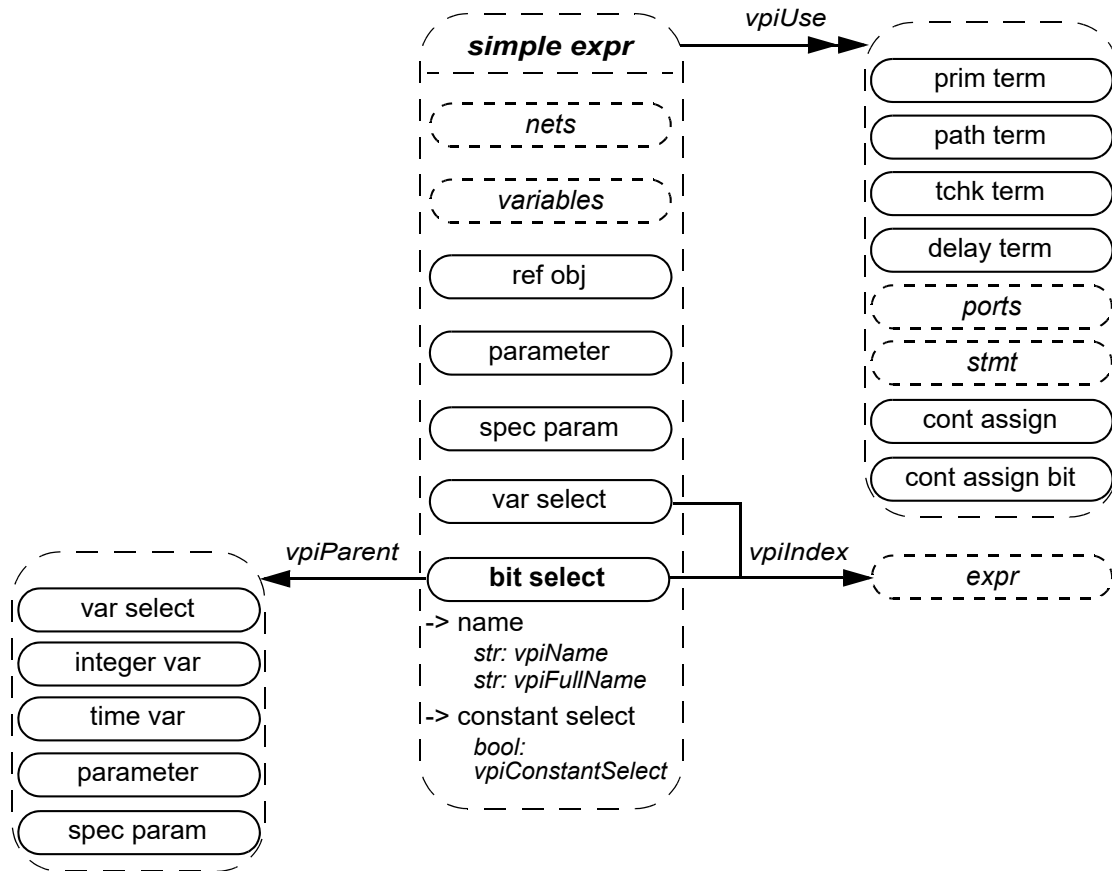 vpiUse
simple expr
prim term
nets
path term
variables
tchk term
delay term
ref obj
ports
parameter
stmt
spec param
cont assign
var select
cont assign bit
vpiParent
vpiIndex
bit select
expr
-> name
str: vpiName
str: vpiFullName
-> constant select
bool:
vpiConstantSelect
var select
integer var
time var
parameter
spec param